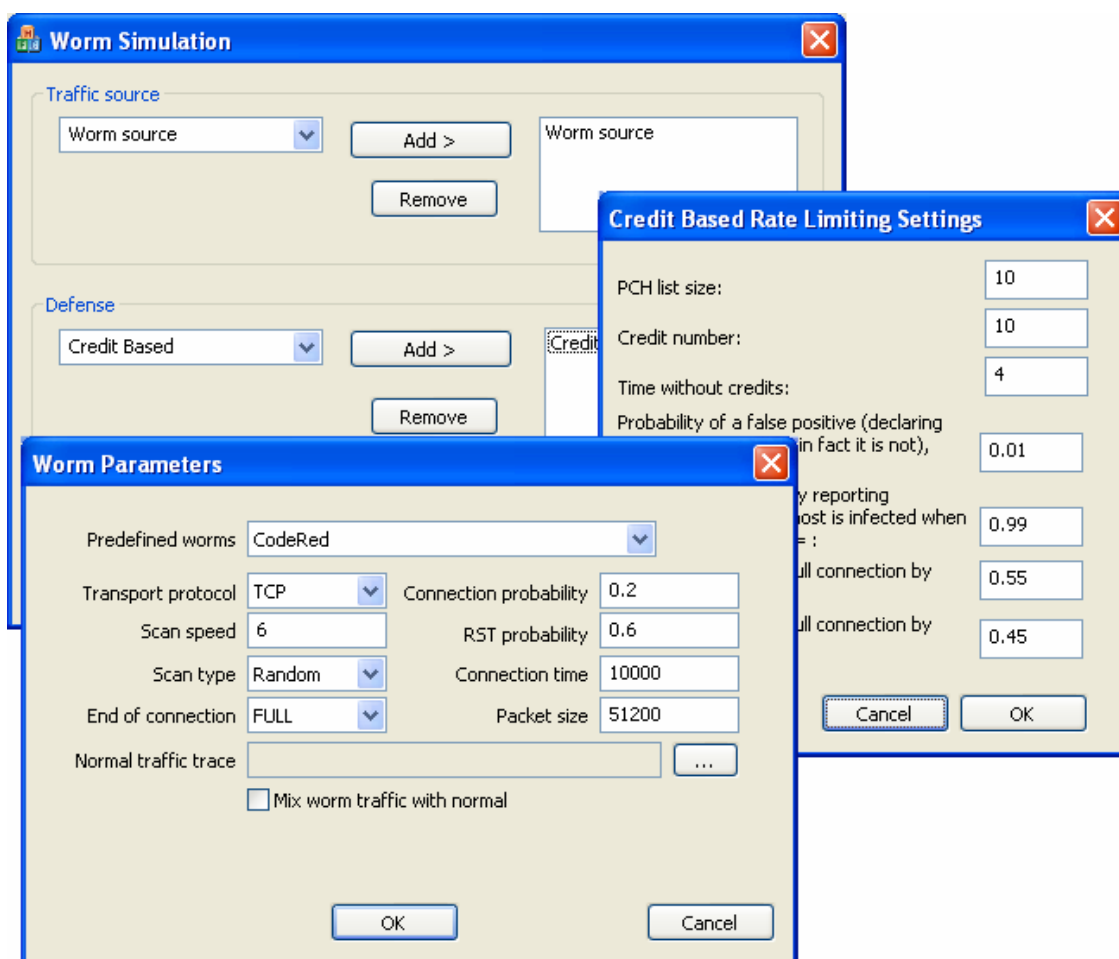 Worm Simulation
Traffic source
Worm source
Add >
Worm source
Remove
Defense
Credit Based
Add >
Credit
Remove
Credit Based Rate Limiting Settings
PCH list size:
10
Credit number:
10
Time without credits:
4
Probability of a false positive (declaring
in fact it is not),
0.01
y reporting
host is infected when
= :
0.99
ull connection by
0.55
ull connection by
0.45
Cancel
OK
Worm Parameters
Predefined worms
CodeRed
Transport protocol
TCP
Connection probability
0.2
Scan speed
6
RST probability
0.6
Scan type
Random
Connection time
10000
End of connection
FULL
Packet size
51200
Normal traffic trace
...
Mix worm traffic with normal
OK
Cancel